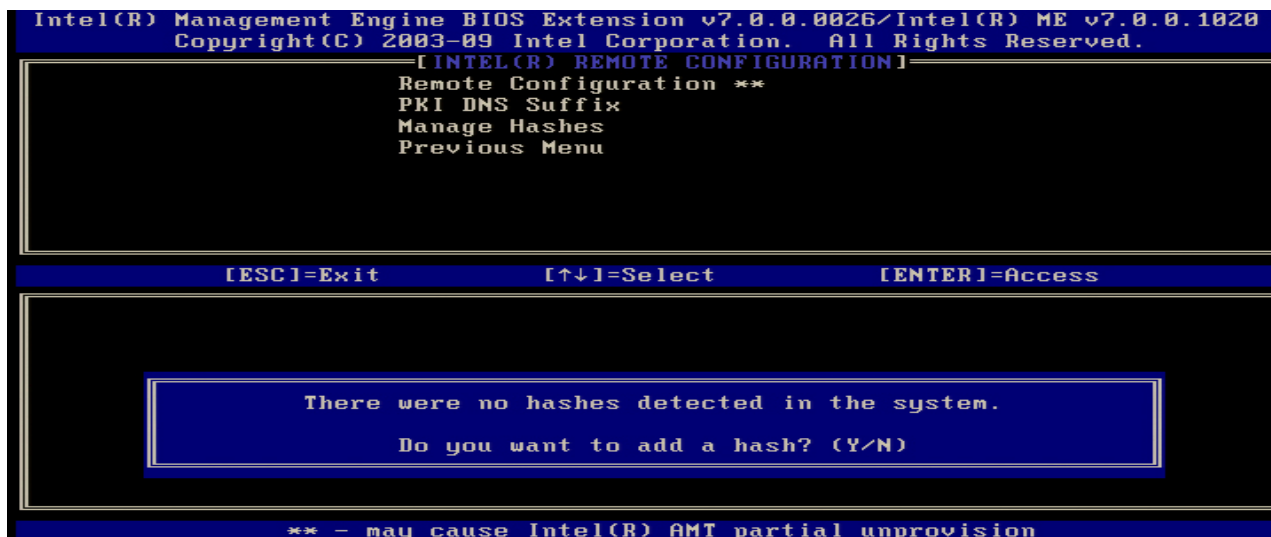 Intel(R) Management Engine BIOS Extension v7.0.0.0026/Intel(R) ME v7.0.0.1020
Copyright(C) 2003-09 Intel Corporation.  All Rights Reserved.
[INTEL(R) REMOTE CONFIGURATION]
Remote Configuration **
PKI DNS Suffix
Manage Hashes
Previous Menu
[ESC]=Exit [↑↓]=Select [ENTER]=Access
There were no hashes detected in the system.
Do you want to add a hash? (Y/N)
** - may cause Intel(R) AMT partial unprovision